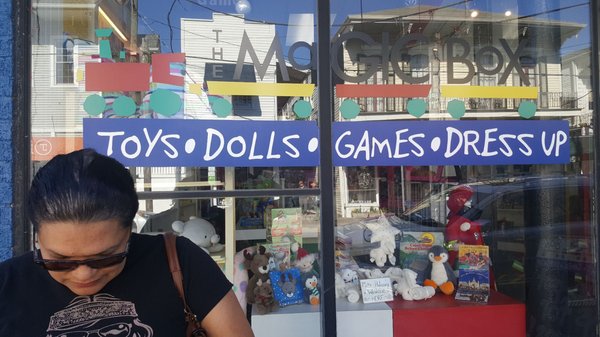 THE MAGIC BOX
TOYS • DOLLS • GAMES • DRESS UP